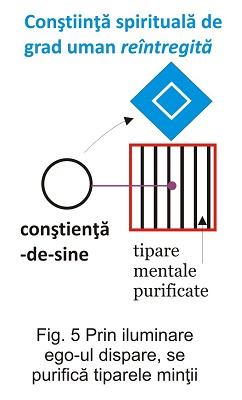 Conştiinţă spirituală de
grad uman reîntregită
conştienţă
-de-sine
tipare
mentale
purificate
Fig. 5 Prin iluminare
ego-ul dispare, se
purifică tiparele minţii